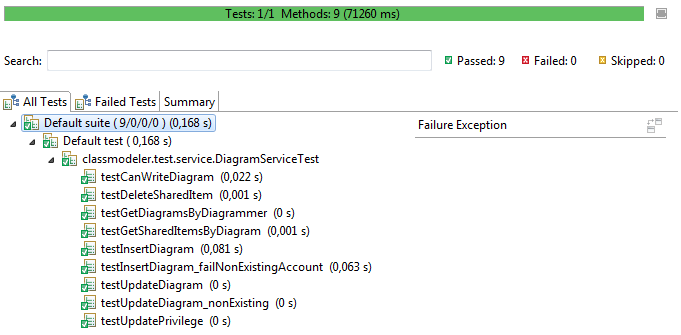 Tests: 1/1 Methods: 9 (71260 ms)
Search: Passed: 9 Failed: 0 Skipped: 0
All Tests Failed Tests Summary
Default suite ( 9/0/0/0 ) (0,168 s) Failure Exception
Default test ( 0,168 s)
classmodeler.test.service.DiagramServiceTest
testCanWriteDiagram (0,022 s)
testDeleteSharedItem (0,001 s)
testGetDiagramsByDiagrammer (0 s)
testGetSharedItemsByDiagram (0,001 s)
testInsertDiagram (0,081 s)
testInsertDiagram_failNonExistingAccount (0,063 s)
testUpdateDiagram (0 s)
testUpdateDiagram_nonExisting (0 s)
testUpdatePrivilege (0 s)